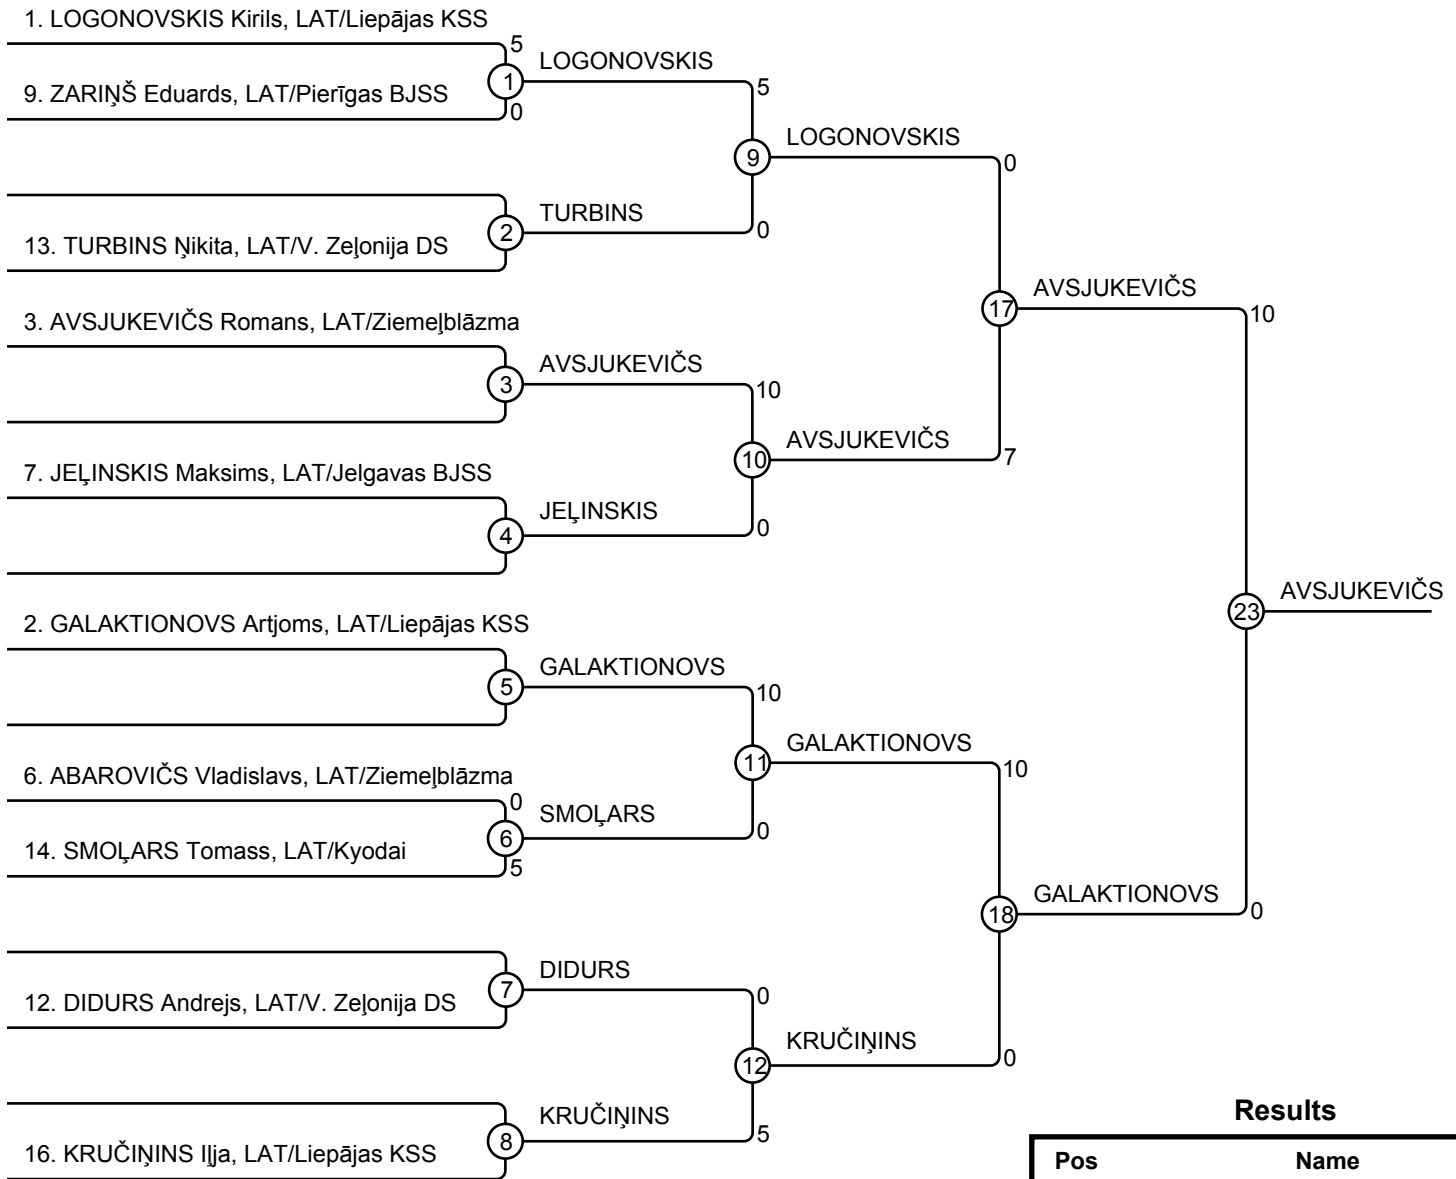 1. LOGONOVSKIS Kirils, LAT/Liepājas KSS
5
LOGONOVSKIS
1
5
9. ZARIŅŠ Eduards, LAT/Pierīgas BJSS
0
LOGONOVSKIS
9
0
TURBINS
2
0
13. TURBINS Ņikita, LAT/V. Zeļonija DS
AVSJUKEVIČS
17
10
3. AVSJUKEVIČS Romans, LAT/Ziemeļblāzma
AVSJUKEVIČS
3
10
AVSJUKEVIČS
10
7
7. JEĻINSKIS Maksims, LAT/Jelgavas BJSS
JEĻINSKIS
4
0
AVSJUKEVIČS
23
2. GALAKTIONOVS Artjoms, LAT/Liepājas KSS
GALAKTIONOVS
5
10
GALAKTIONOVS
11
10
6. ABAROVIČS Vladislavs, LAT/Ziemeļblāzma
0
SMOĻARS
6
0
14. SMOĻARS Tomass, LAT/Kyodai
5
GALAKTIONOVS
18
0
DIDURS
7
0
12. DIDURS Andrejs, LAT/V. Zeļonija DS
KRUČIŅINS
12
0
KRUČIŅINS
8
5
16. KRUČIŅINS Iļja, LAT/Liepājas KSS
Results
Pos Name